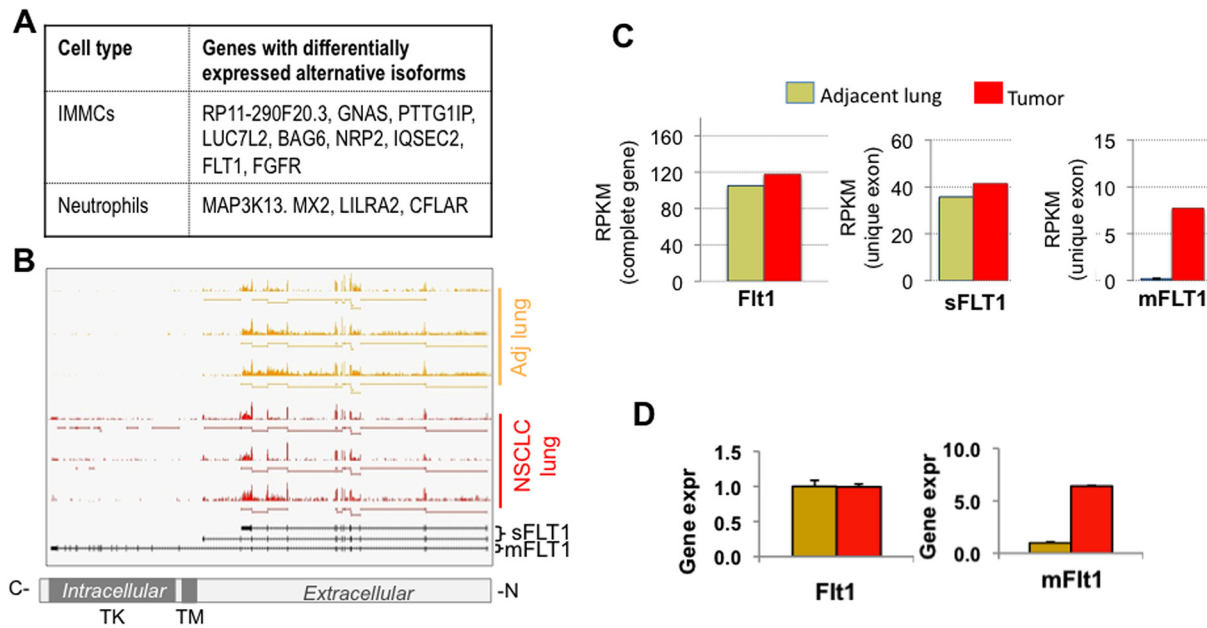 A
Cell type
Genes with differentially
expressed alternative isoforms
IMMCs
RP11-290F20.3, GNAS, PTTG1IP,
LUC7L2, BAG6, NRP2, IQSEC2,
FLT1, FGFR
Neutrophils
MAP3K13. MX2, LILRA2, CFLAR
B
Adj lung
NSCLC
lung
sFLT1
mFLT1
C-
Intracellular
Extracellular
-N
TK
TM
C
Adjacent lung
Tumor
RPKM
(complete gene)
160
120
80
40
0
Flt1
RPKM
(unique exon)
60
40
20
0
sFLT1
RPKM
(unique exon)
15
10
5
0
mFLT1
D
Gene expr
1.5
1.0
0.5
0.0
Flt1
Gene expr
10.0
5.0
0.0
mFlt1